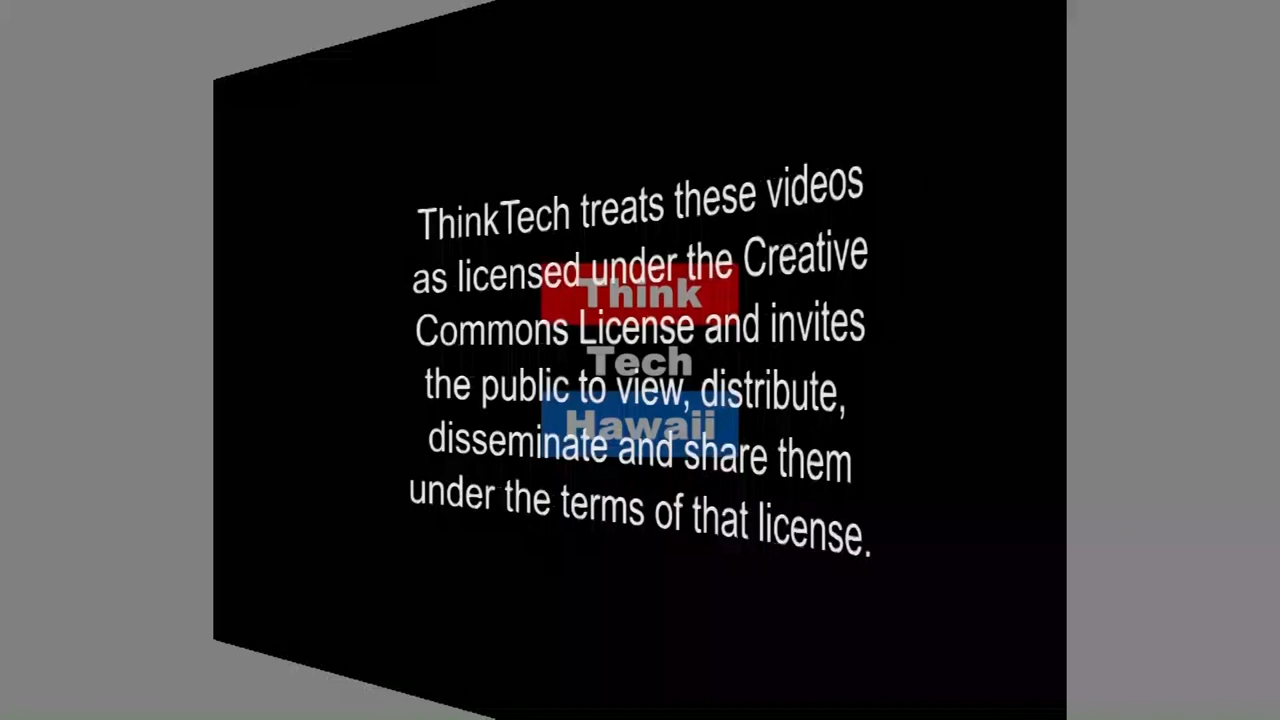 ThinkTech treats these videos
as licensed under the Creative
Commons License and invites
the public to view, distribute,
disseminate and share them
under the terms of that license.
Think
Tech
Hawaii